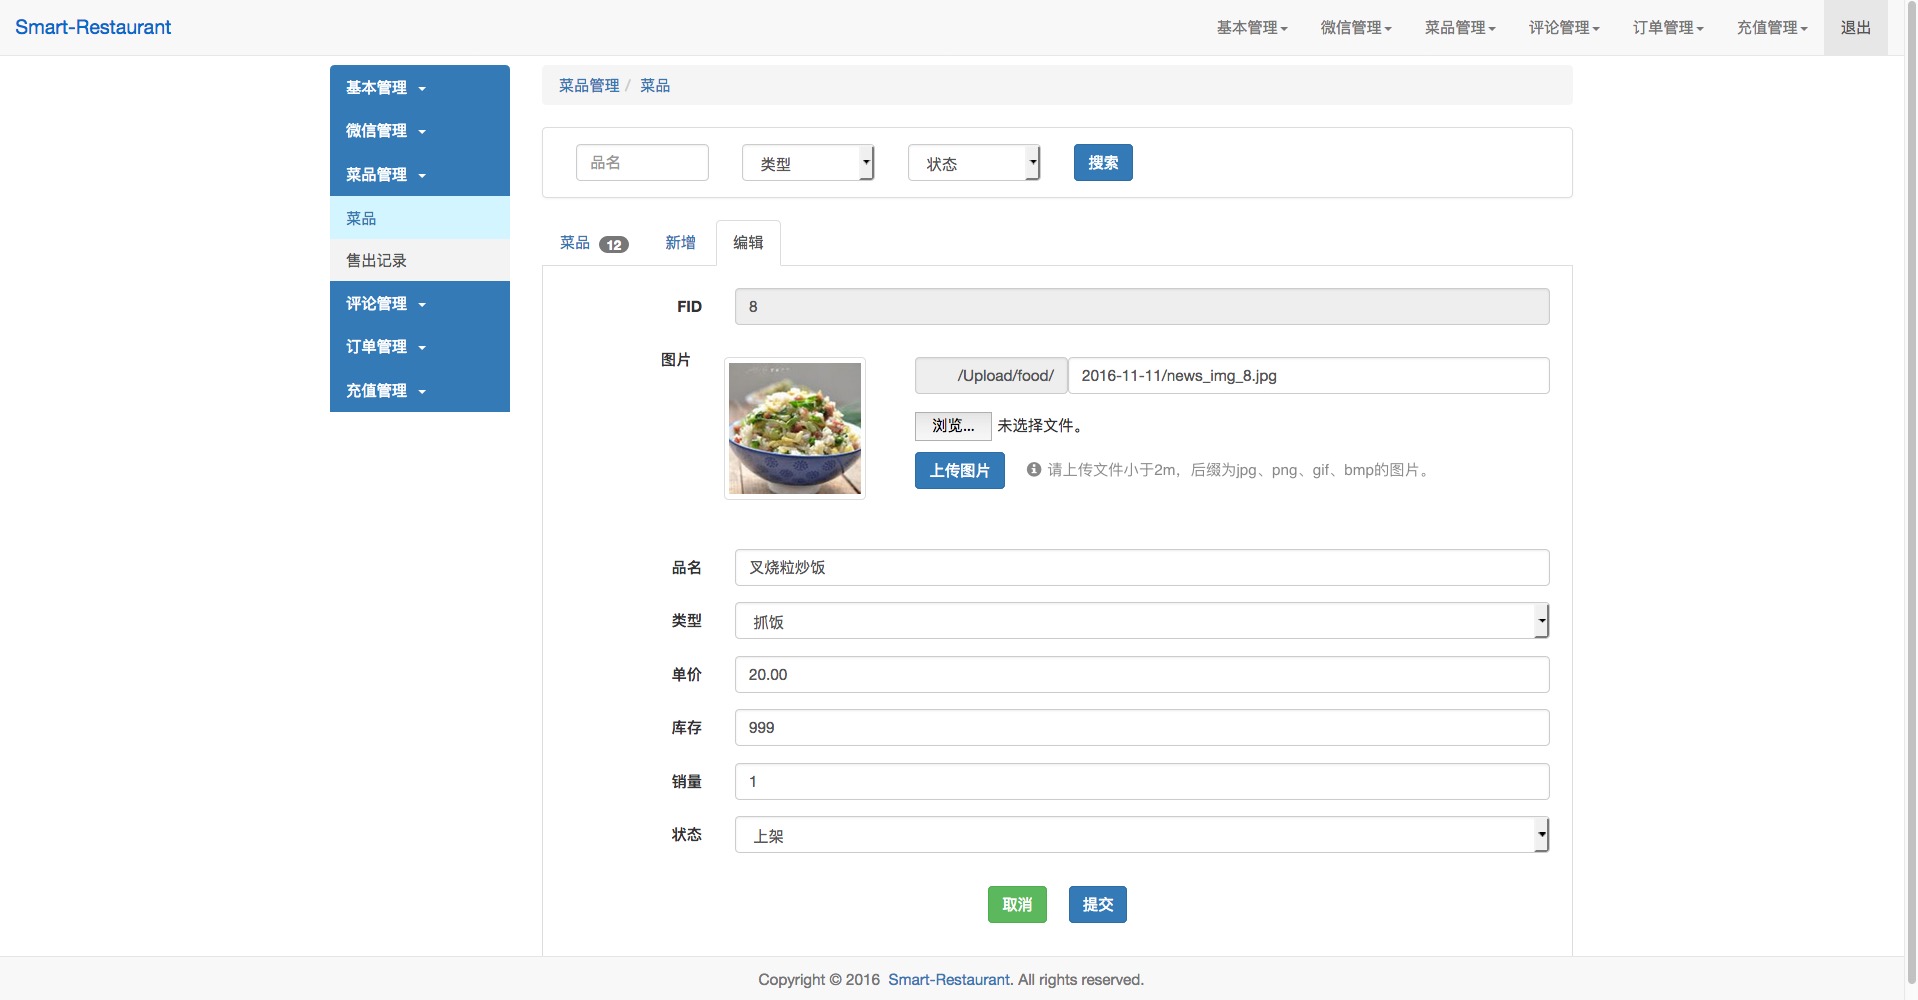 Smart-Restaurant 基本管理 微信管理 菜品管理 评论管理 订单管理 充值管理 退出
基本管理
微信管理
菜品管理
菜品
售出记录
评论管理
订单管理
充值管理
菜品管理 / 菜品
品名 类型 状态 搜索
菜品 12 新增 编辑
FID 8
图片 /Upload/food/ 2016-11-11/news_img_8.jpg
浏览... 未选择文件。
上传图片 请上传文件小于2m，后缀为jpg、png、gif、bmp的图片。
品名 叉烧粒炒饭
类型 抓饭
单价 20.00
库存 999
销量 1
状态 上架
取消 提交
Copyright © 2016 Smart-Restaurant. All rights reserved.